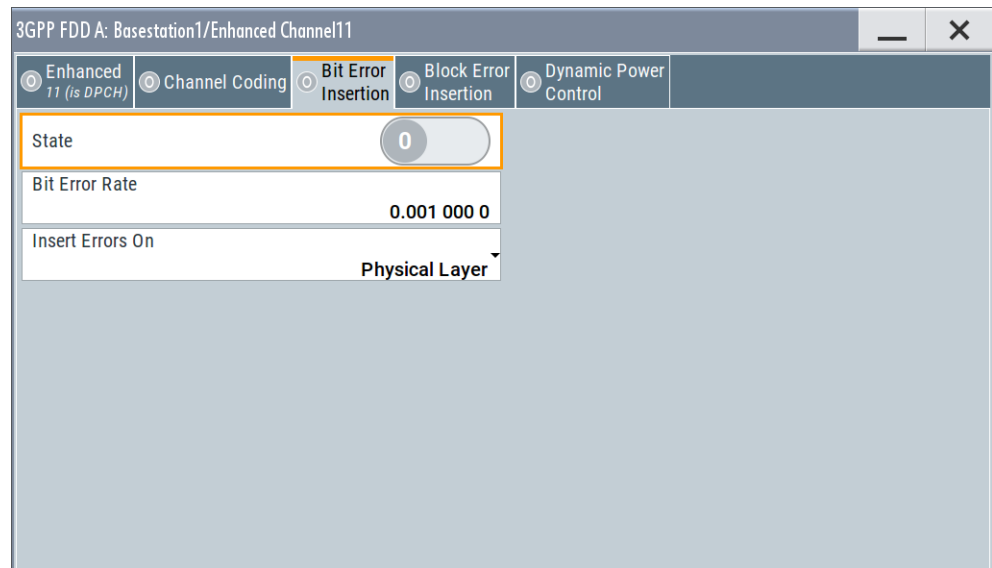 3GPP FDD A: Basestation1/Enhanced Channel11
Enhanced
11 (is DPCH)
Channel Coding
Bit Error
Insertion
Block Error
Insertion
Dynamic Power
Control
State
0
Bit Error Rate
0.001 000 0
Insert Errors On
Physical Layer